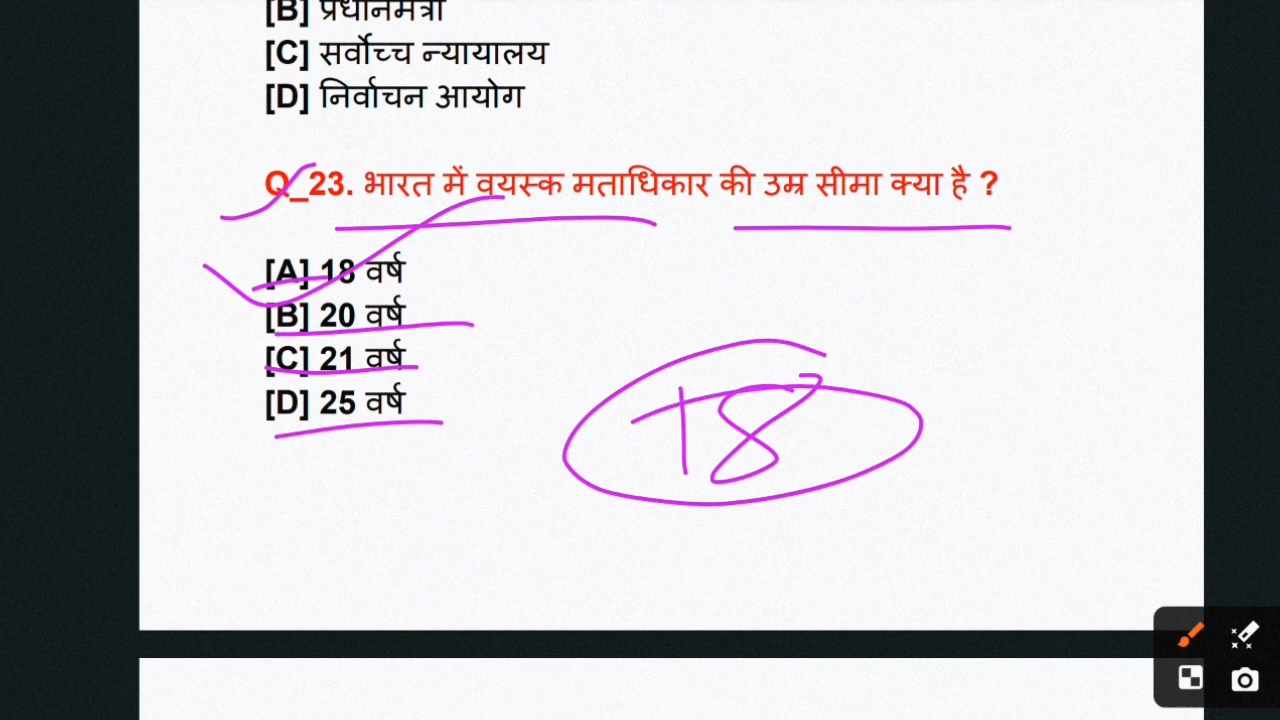 [B] प्रधानमंत्री
[C] सर्वोच्च न्यायालय
[D] निर्वाचन आयोग
Q_23. भारत में वयस्क मताधिकार की उम्र सीमा क्या है ?
[A] 18 वर्ष
[B] 20 वर्ष
[C] 21 वर्ष
[D] 25 वर्ष
18